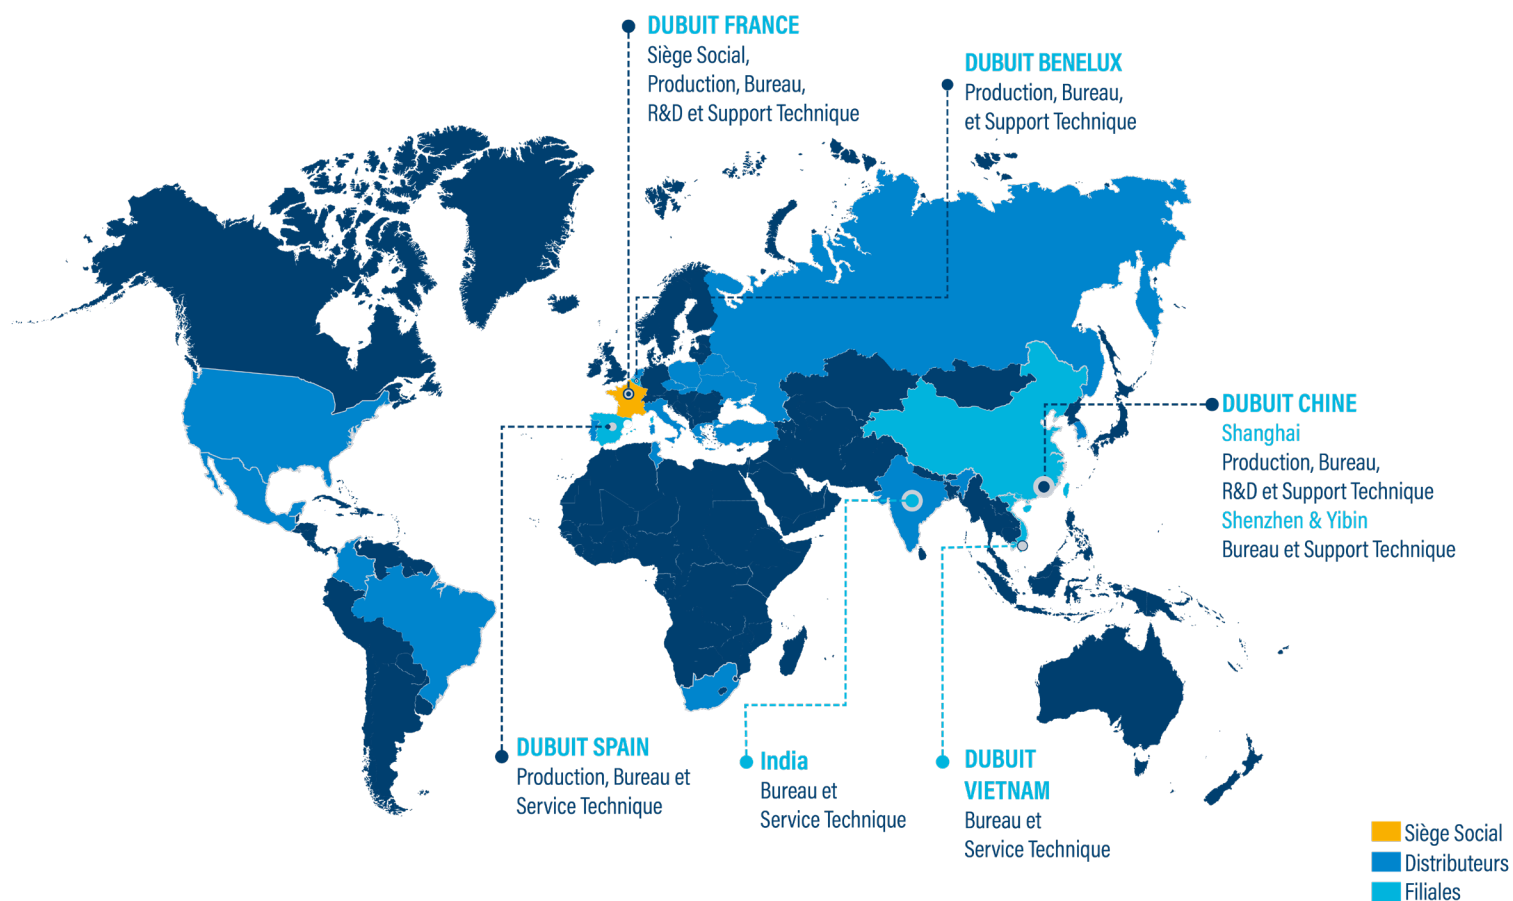 DUBUIT FRANCE
Siège Social,
Production, Bureau,
R&D et Support Technique
DUBUIT BENELUX
Production, Bureau,
et Support Technique
DUBUIT CHINE
Shanghai
Production, Bureau,
R&D et Support Technique
Shenzhen & Yibin
Bureau et Support Technique
DUBUIT SPAIN
Production, Bureau et
Service Technique
India
Bureau et
Service Technique
DUBUIT
VIETNAM
Bureau et
Service Technique
Siège Social
Distributeurs
Filiales